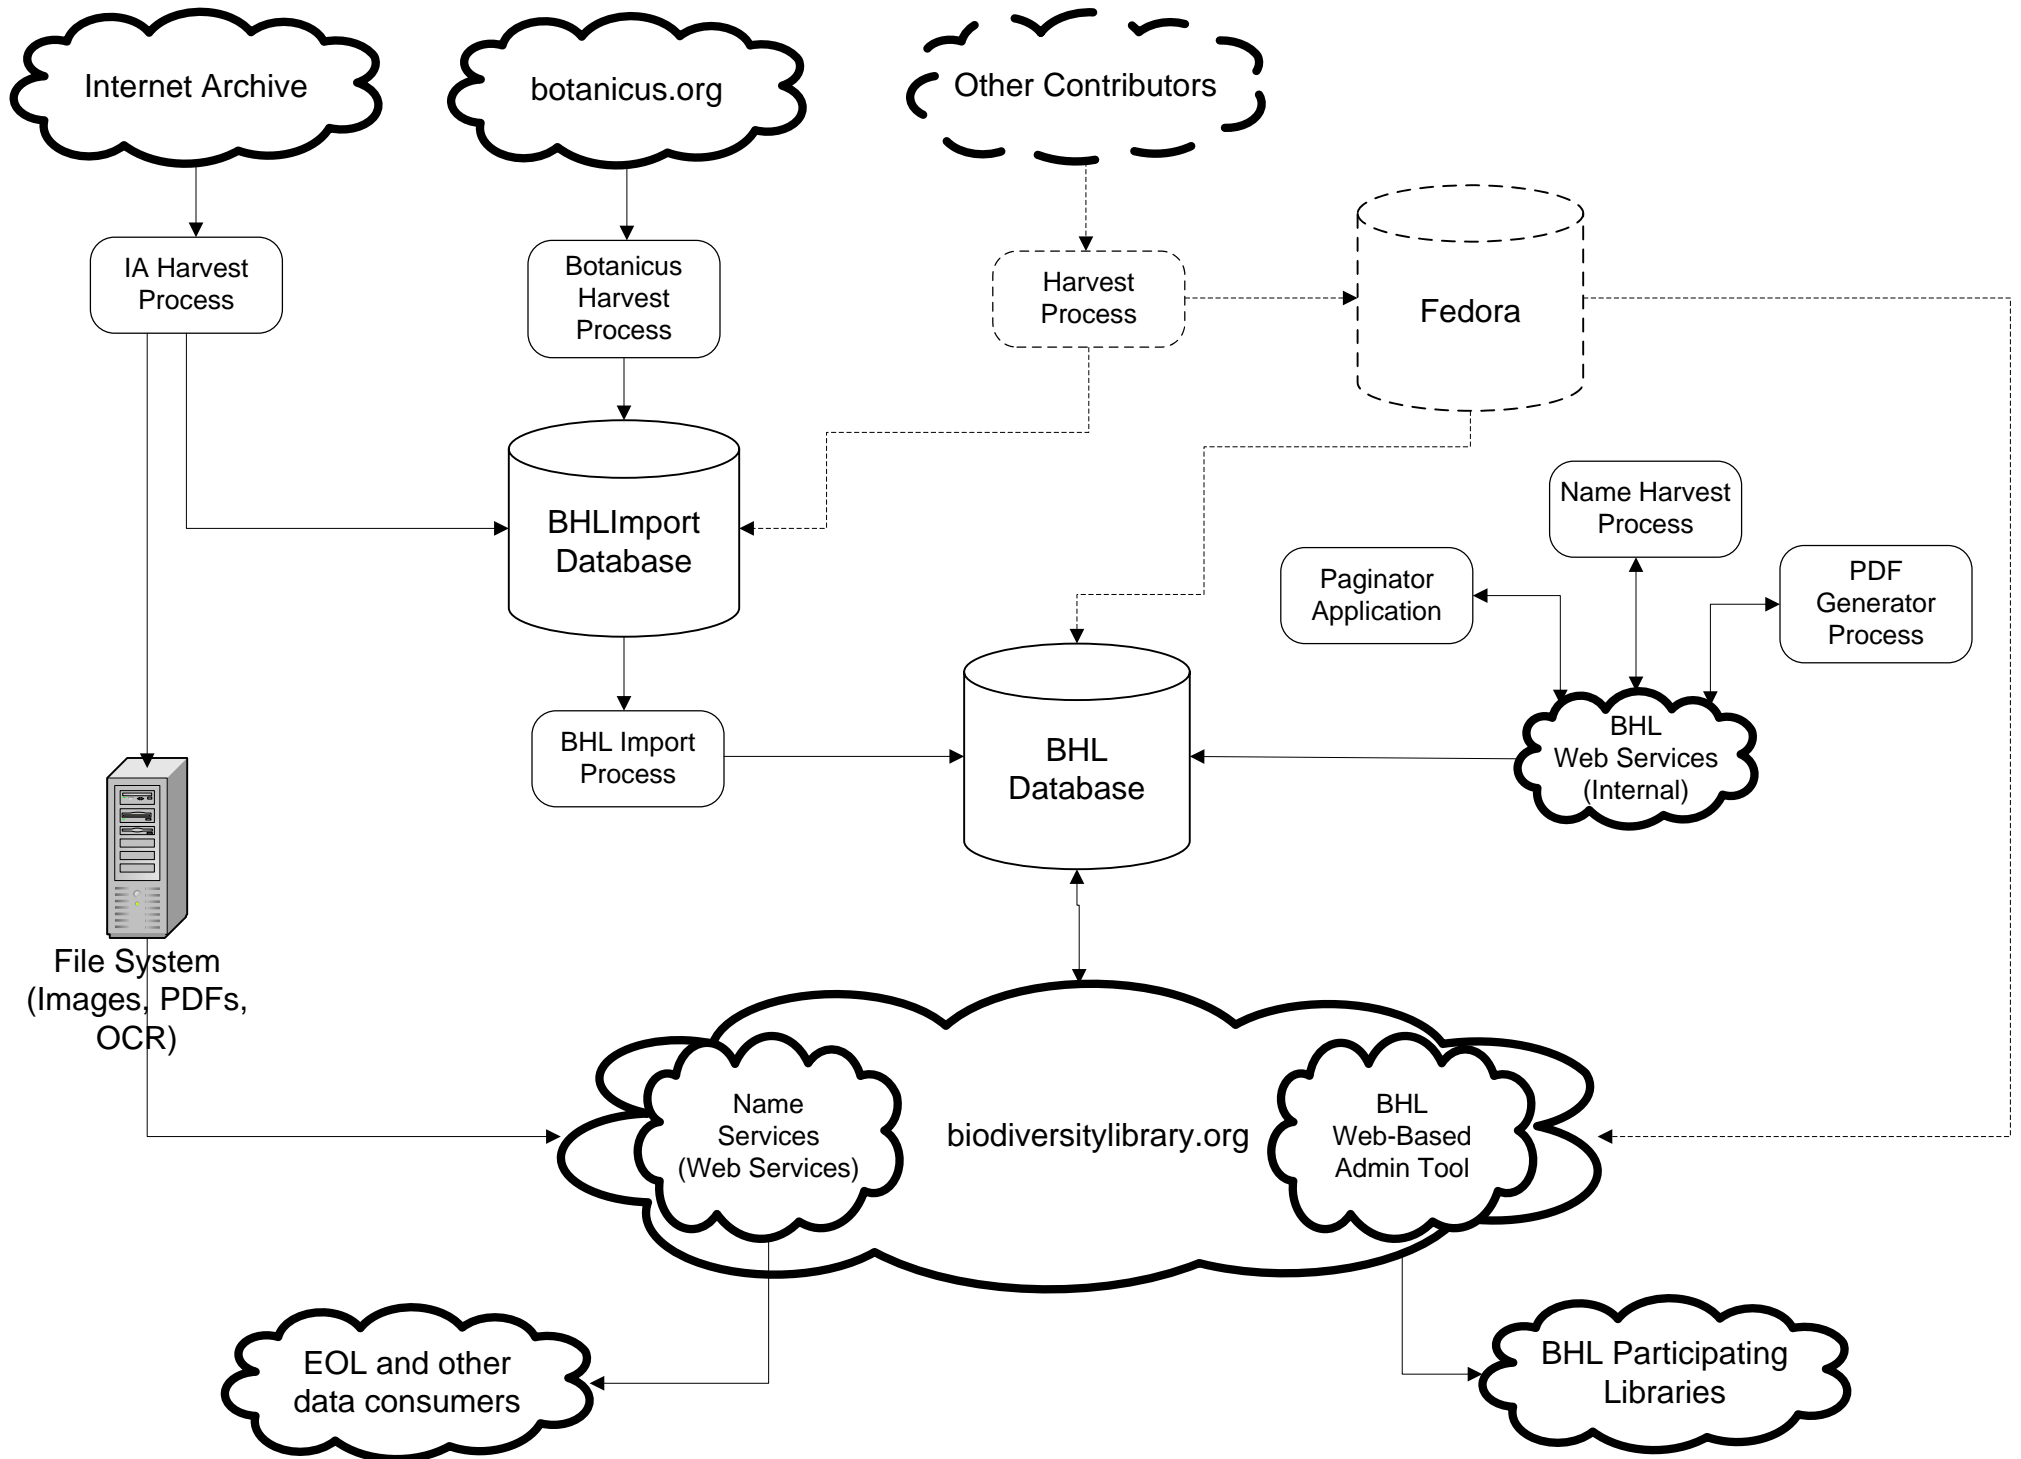 Internet Archive
botanicus.org
Other Contributors
IA Harvest
Process
Botanicus
Harvest
Process
Harvest
Process
Fedora
BHLImport
Database
Name Harvest
Process
Paginator
Application
PDF
Generator
Process
BHL Import
Process
BHL
Database
BHL
Web Services
(Internal)
File System
(Images, PDFs,
OCR)
Name
Services
(Web Services)
biodiversitylibrary.org
BHL
Web-Based
Admin Tool
EOL and other
data consumers
BHL Participating
Libraries